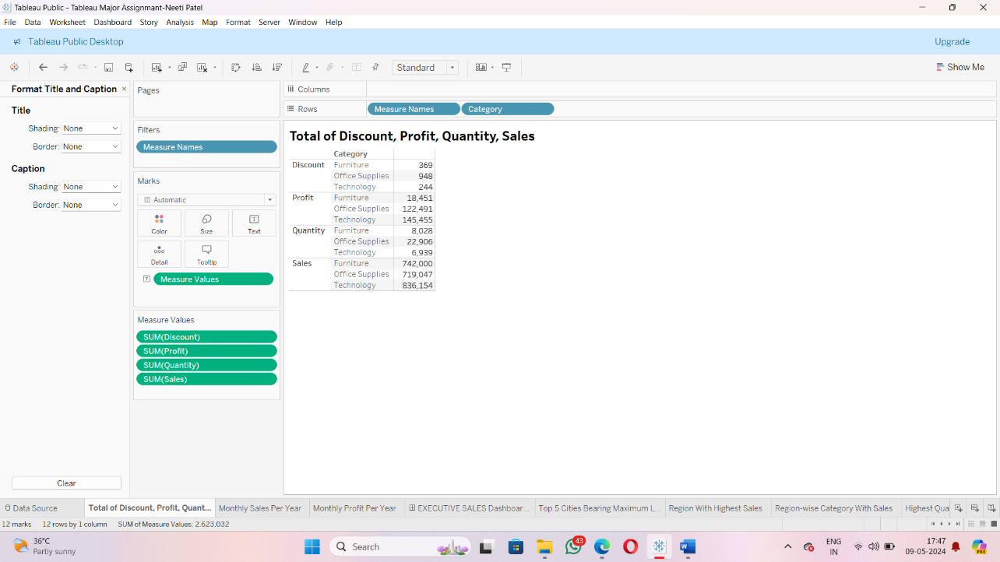 Tableau Public - Tableau Major Assignmant-Neeti Patel
File Data Worksheet Dashboard Story Analysis Map Format Server Window Help
Tableau Public Desktop Upgrade
Standard Show Me
Format Title and Caption
Title
Shading: None
Border: None
Caption
Shading: None
Border: None
Clear
Pages
Filters
Measure Names
Marks
Automatic
Color Size Text
Detail Tooltip
Measure Values
Measure Values
SUM(Discount)
SUM(Profit)
SUM(Quantity)
SUM(Sales)
Columns
Rows Measure Names Category
Total of Discount, Profit, Quantity, Sales
Category
Discount Furniture 369
Office Supplies 948
Technology 244
Profit Furniture 18,451
Office Supplies 122,491
Technology 145,455
Quantity Furniture 8,028
Office Supplies 22,906
Technology 6,939
Sales Furniture 742,000
Office Supplies 719,047
Technology 836,154
Data Source Total of Discount, Profit, Quant... Monthly Sales Per Year Monthly Profit Per Year EXECUTIVE SALES Dashboar... Top 5 Cities Bearing Maximum L... Region With Highest Sales Region-wise Category With Sales Highest Qua
12 marks 12 rows by 1 column SUM of Measure Values: 2,623,032
36°C
Partly sunny
Search
43
ENG
IN
17:47
09-05-2024
PRE